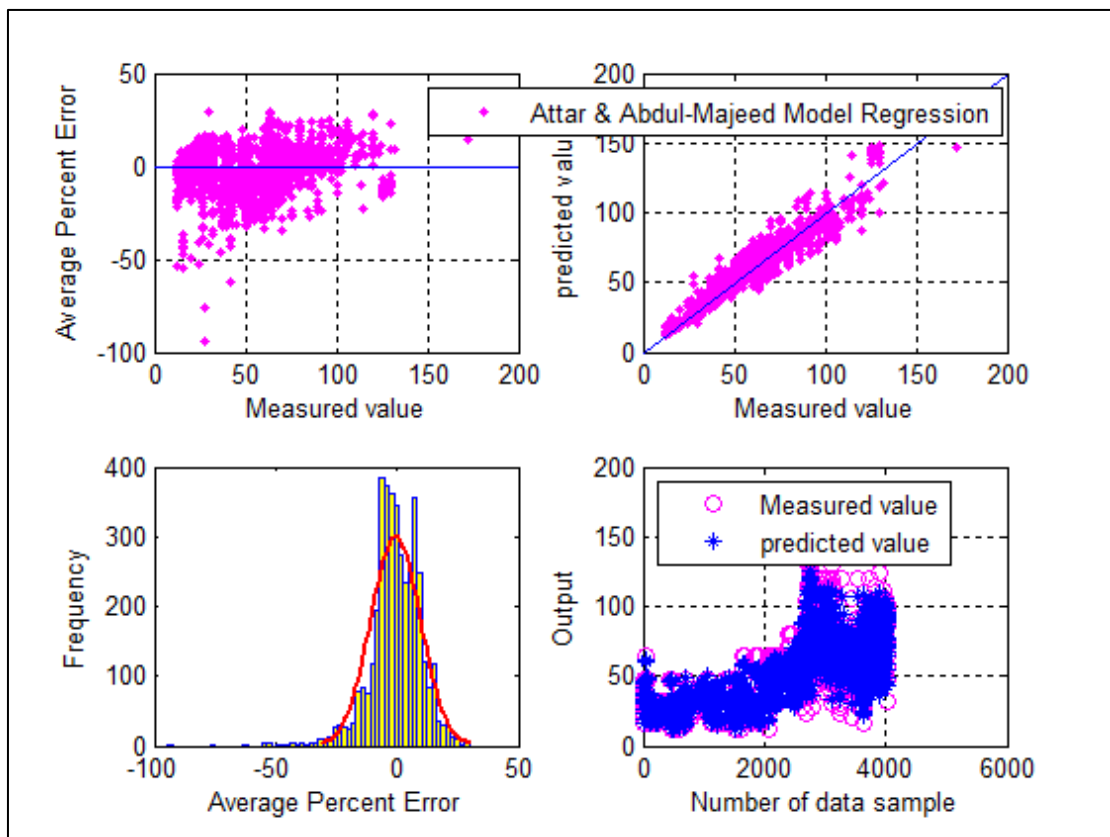 50
0
-50
-100
Average Percent Error
0 50 100 150 200
Measured value
200
150
100
50
0
predicted value
0 50 100 150 200
Measured value
Attar & Abdul-Majeed Model Regression
400
300
200
100
0
Frequency
-100 -50 0 50
Average Percent Error
200
150
100
50
0
Output
0 2000 4000 6000
Number of data sample
Measured value
predicted value